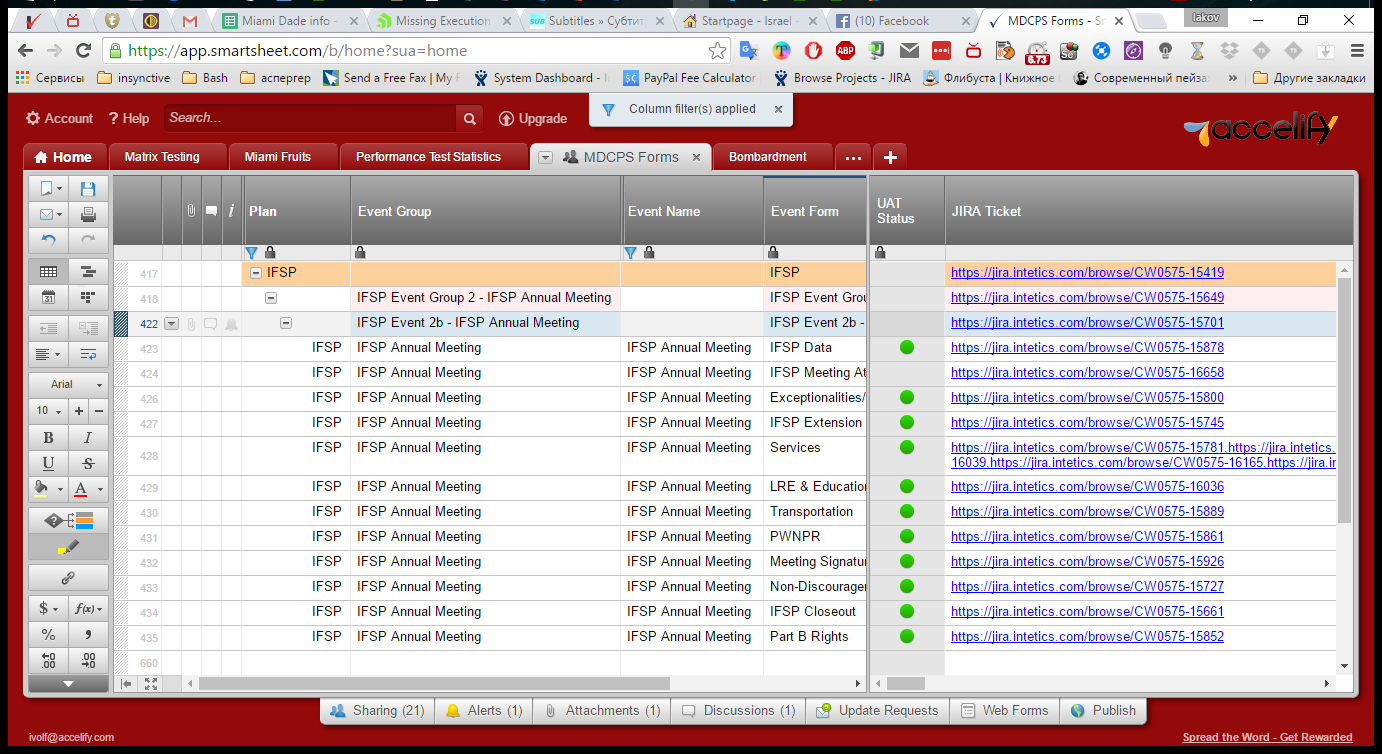 Miami Dade info -
Missing Execution
Subtitles » Субтит
Startpage - Israel -
(10) Facebook
MDCPS Forms - Sm
Iakov
https://app.smartsheet.com/b/home?sua=home
ABP
6.73
Сервисы
insynctive
Bash
аспергер
Send a Free Fax | My F
System Dashboard - In
PayPal Fee Calculator
Browse Projects - JIRA
Флибуста | Книжное
Современный пейза
»
Другие закладки
Account
? Help
Search...
Upgrade
Column filter(s) applied
accelify
Home
Matrix Testing
Miami Fruits
Performance Test Statistics
MDCPS Forms
Bombardment
...
Plan
Event Group
Event Name
Event Form
UAT
Status
JIRA Ticket
417 IFSP IFSP https://jira.intetics.com/browse/CW0575-15419
418 IFSP Event Group 2 - IFSP Annual Meeting IFSP Event Grou https://jira.intetics.com/browse/CW0575-15649
422 IFSP Event 2b - IFSP Annual Meeting IFSP Event 2b - https://jira.intetics.com/browse/CW0575-15701
423 IFSP IFSP Annual Meeting IFSP Annual Meeting IFSP Data https://jira.intetics.com/browse/CW0575-15878
424 IFSP IFSP Annual Meeting IFSP Annual Meeting IFSP Meeting At https://jira.intetics.com/browse/CW0575-16658
426 IFSP IFSP Annual Meeting IFSP Annual Meeting Exceptionalities/ https://jira.intetics.com/browse/CW0575-15800
427 IFSP IFSP Annual Meeting IFSP Annual Meeting IFSP Extension https://jira.intetics.com/browse/CW0575-15745
428 IFSP IFSP Annual Meeting IFSP Annual Meeting Services https://jira.intetics.com/browse/CW0575-15781,https://jira.intetics.
16039,https://jira.intetics.com/browse/CW0575-16165,https://jira.ir
429 IFSP IFSP Annual Meeting IFSP Annual Meeting LRE & Education https://jira.intetics.com/browse/CW0575-16036
430 IFSP IFSP Annual Meeting IFSP Annual Meeting Transportation https://jira.intetics.com/browse/CW0575-15889
431 IFSP IFSP Annual Meeting IFSP Annual Meeting PWNPR https://jira.intetics.com/browse/CW0575-15861
432 IFSP IFSP Annual Meeting IFSP Annual Meeting Meeting Signatur https://jira.intetics.com/browse/CW0575-15926
433 IFSP IFSP Annual Meeting IFSP Annual Meeting Non-Discourager https://jira.intetics.com/browse/CW0575-15727
434 IFSP IFSP Annual Meeting IFSP Annual Meeting IFSP Closeout https://jira.intetics.com/browse/CW0575-15661
435 IFSP IFSP Annual Meeting IFSP Annual Meeting Part B Rights https://jira.intetics.com/browse/CW0575-15852
660
31
Arial
10 + −
B I
U S
A
$ f(x)
% ,
.0 .00
.00 .0
Sharing (21)
Alerts (1)
Attachments (1)
Discussions (1)
Update Requests
Web Forms
Publish
ivolf@accelify.com
Spread the Word - Get Rewarded